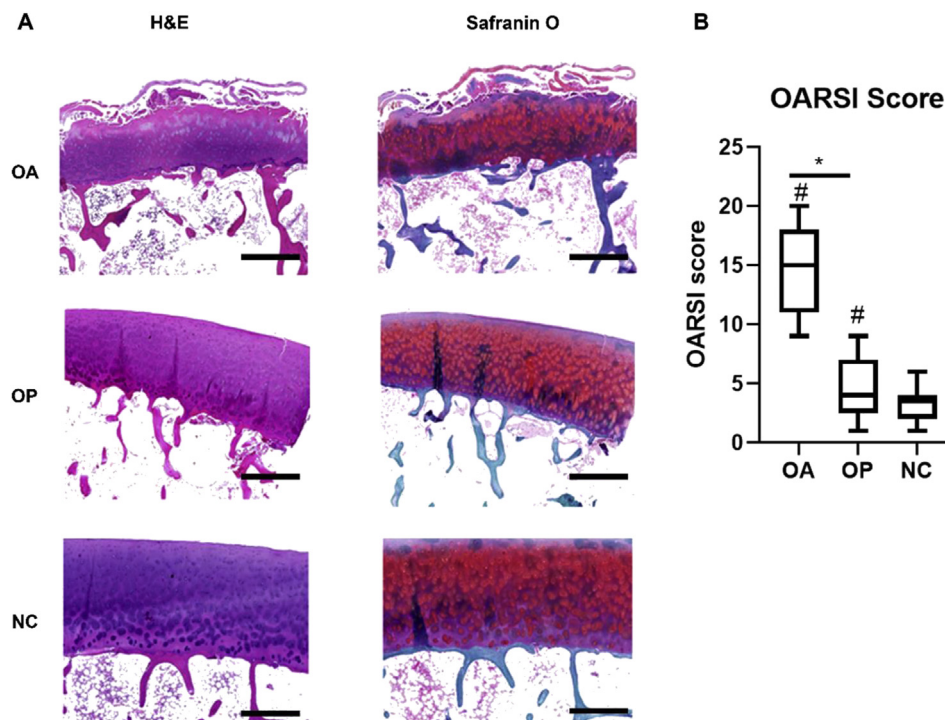 A
H&E
Safranin O
B
OA
OP
NC
OARSI Score
OARSI score
25
20
15
10
5
0
*
#
#
OA
OP
NC